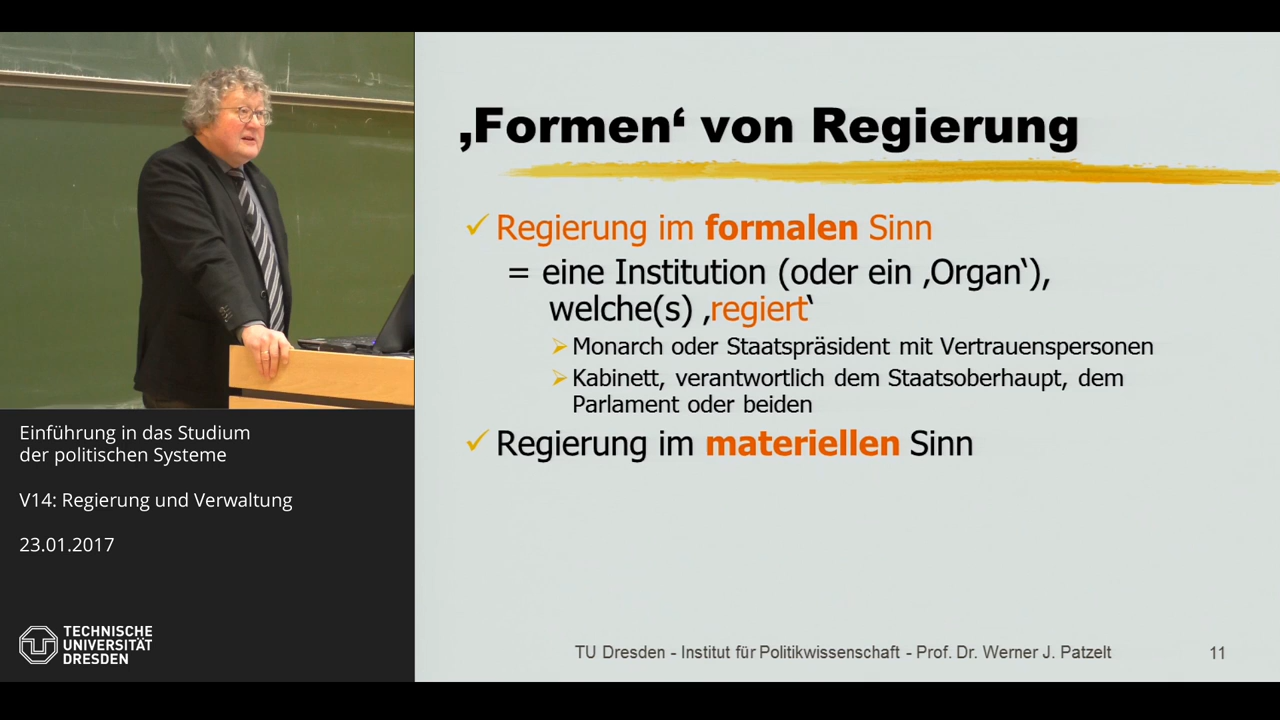 ‚Formen‘ von Regierung
Regierung im formalen Sinn
= eine Institution (oder ein ‚Organ‘),
welche(s) ‚regiert‘
Monarch oder Staatspräsident mit Vertrauenspersonen
Kabinett, verantwortlich dem Staatsoberhaupt, dem
Parlament oder beiden
Regierung im materiellen Sinn
TU Dresden - Institut für Politikwissenschaft - Prof. Dr. Werner J. Patzelt
11
Einführung in das Studium
der politischen Systeme
V14: Regierung und Verwaltung
23.01.2017
TECHNISCHE
UNIVERSITÄT
DRESDEN